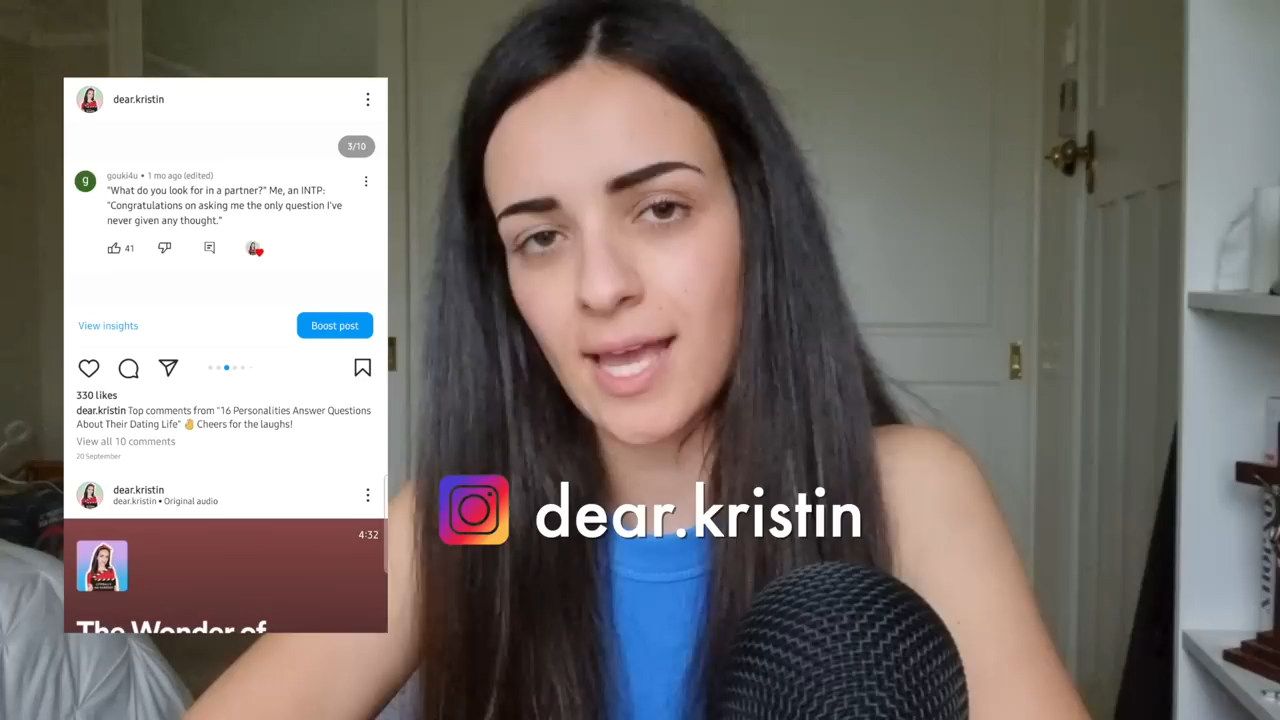 dear.kristin
3/10
g
gouki4u • 1 mo ago (edited)
"What do you look for in a partner?" Me, an INTP:
"Congratulations on asking me the only question I've
never given any thought."
41
View insights
Boost post
330 likes
dear.kristin Top comments from "16 Personalities Answer Questions
About Their Dating Life" 🤚 Cheers for the laughs!
View all 10 comments
20 September
dear.kristin
dear.kristin • Original audio
4:32
The Wonder of
dear.kristin